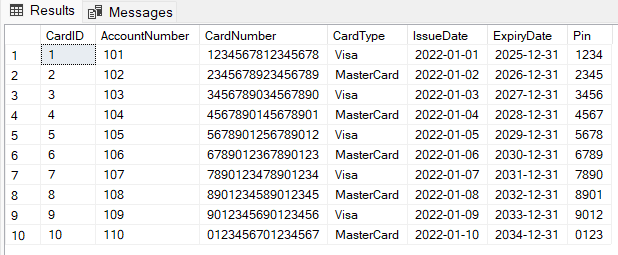 Results Messages
CardID AccountNumber CardNumber CardType IssueDate ExpiryDate Pin
1 1 101 1234567812345678 Visa 2022-01-01 2025-12-31 1234
2 2 102 2345678923456789 MasterCard 2022-01-02 2026-12-31 2345
3 3 103 3456789034567890 Visa 2022-01-03 2027-12-31 3456
4 4 104 4567890145678901 MasterCard 2022-01-04 2028-12-31 4567
5 5 105 5678901256789012 Visa 2022-01-05 2029-12-31 5678
6 6 106 6789012367890123 MasterCard 2022-01-06 2030-12-31 6789
7 7 107 7890123478901234 Visa 2022-01-07 2031-12-31 7890
8 8 108 8901234589012345 MasterCard 2022-01-08 2032-12-31 8901
9 9 109 9012345690123456 Visa 2022-01-09 2033-12-31 9012
10 10 110 0123456701234567 MasterCard 2022-01-10 2034-12-31 0123